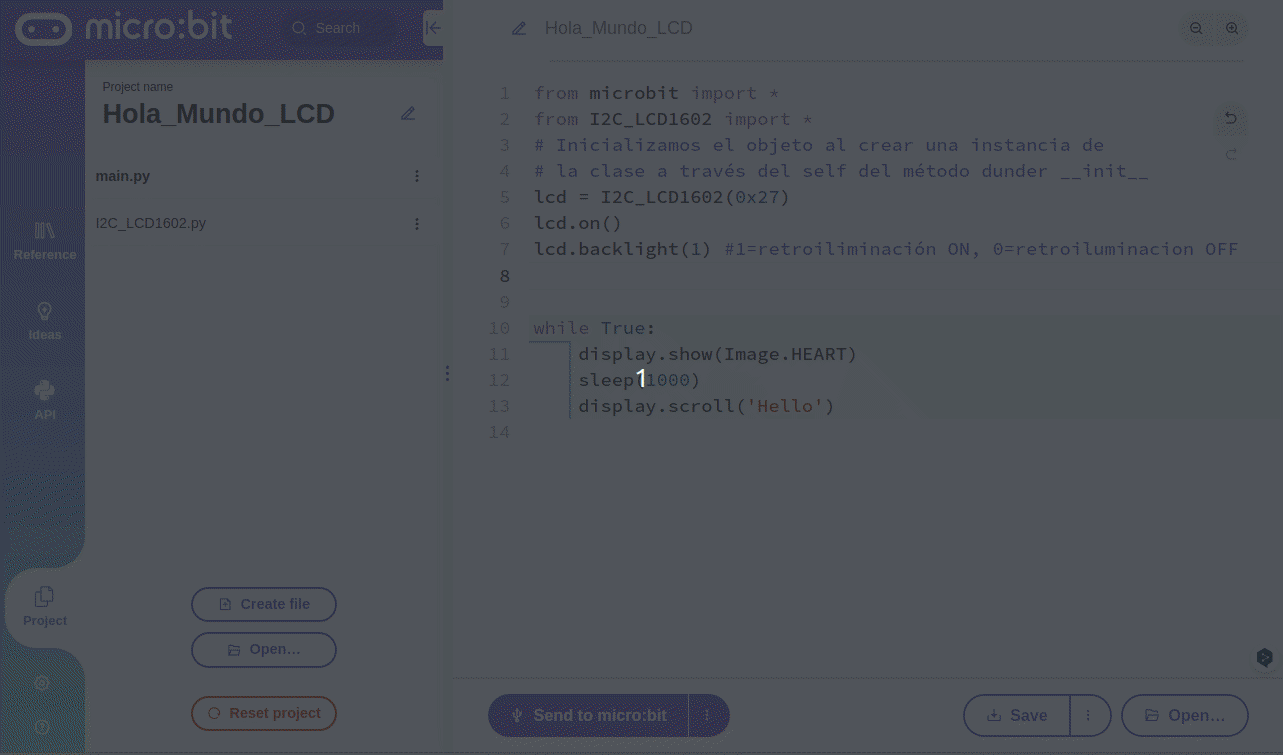 micro:bit
Search
Project name
Hola_Mundo_LCD
main.py
I2C_LCD1602.py
Reference
Ideas
API
Project
Create file
Open...
Reset project
Hola_Mundo_LCD
1 from microbit import *
2 from I2C_LCD1602 import *
3 # Inicializamos el objeto al crear una instancia de
4 # la clase a través del self del método dunder __init__
5 lcd = I2C_LCD1602(0x27)
6 lcd.on()
7 lcd.backlight(1) #1=retroiliminación ON, 0=retroiluminacion OFF
8
9
10 while True:
11 display.show(Image.HEART)
12 sleep(1000)
13 display.scroll('Hello')
14
1
Send to micro:bit
Save
Open...